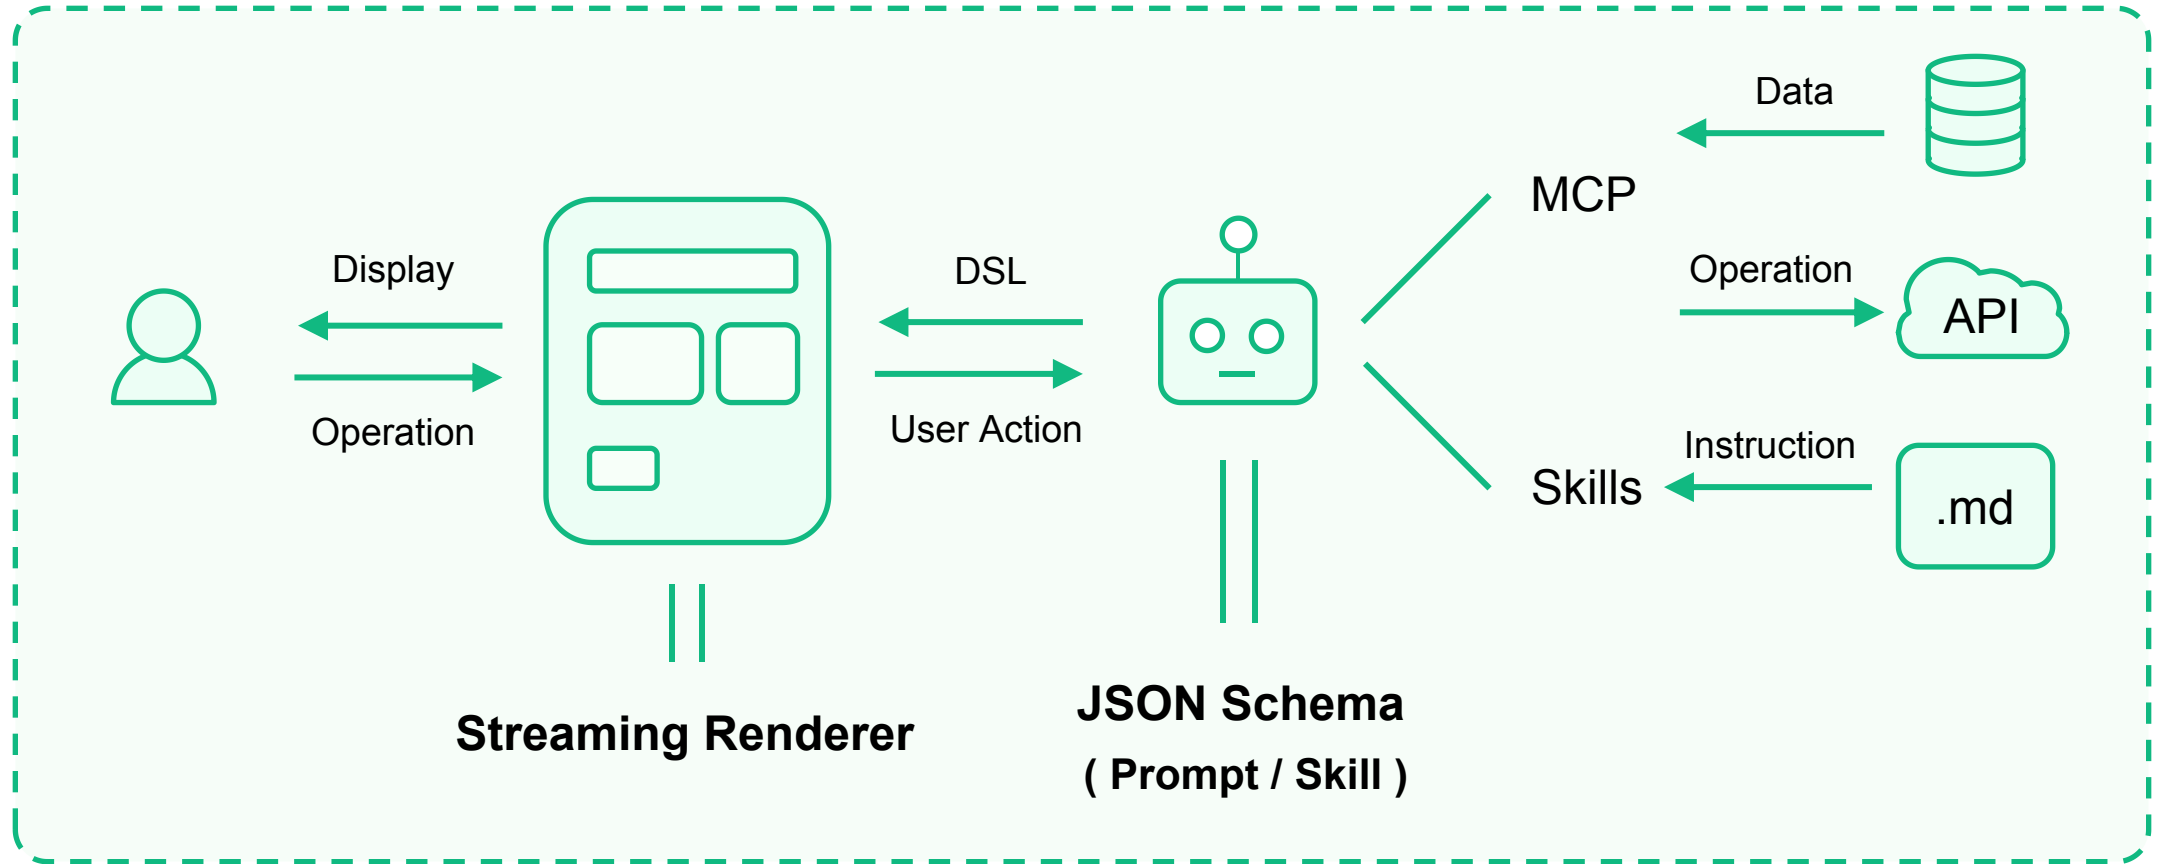 Display
Operation
DSL
User Action
MCP
Data
Operation
API
Skills
Instruction
.md
Streaming Renderer
JSON Schema
( Prompt / Skill )